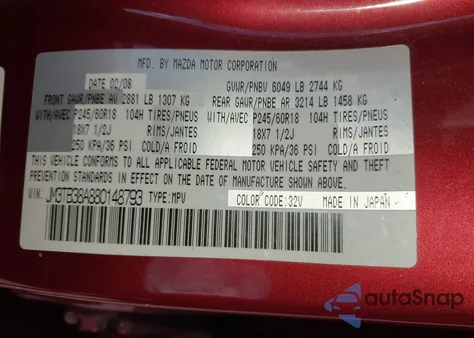 MFD. BY MAZDA MOTOR CORPORATION
DATE 02/08 GVWR/PNBV 6049 LB 2744 KG
FRONT GAWR/PNBE AV 2881 LB 1307 KG REAR GAWR/PNBE AR 3214 LB 1458 KG
WITH/AVEC P245/60R18 104H TIRES/PNEUS WITH/AVEC P245/60R18 104H TIRES/PNEUS
18X7 1/2J RIMS/JANTES 18X7 1/2J RIMS/JANTES
250 KPA/36 PSI COLD/A FROID 250 KPA/36 PSI COLD/A FROID
THIS VEHICLE CONFORMS TO ALL APPLICABLE FEDERAL MOTOR VEHICLE SAFETY AND THEFT
PREVENTION STANDARDS IN EFFECT ON THE DATE OF MANUFACTURE SHOWN ABOVE.
VIN: JM3TB38A880148793 TYPE:MPV COLOR CODE:32V MADE IN JAPAN
autoSnap